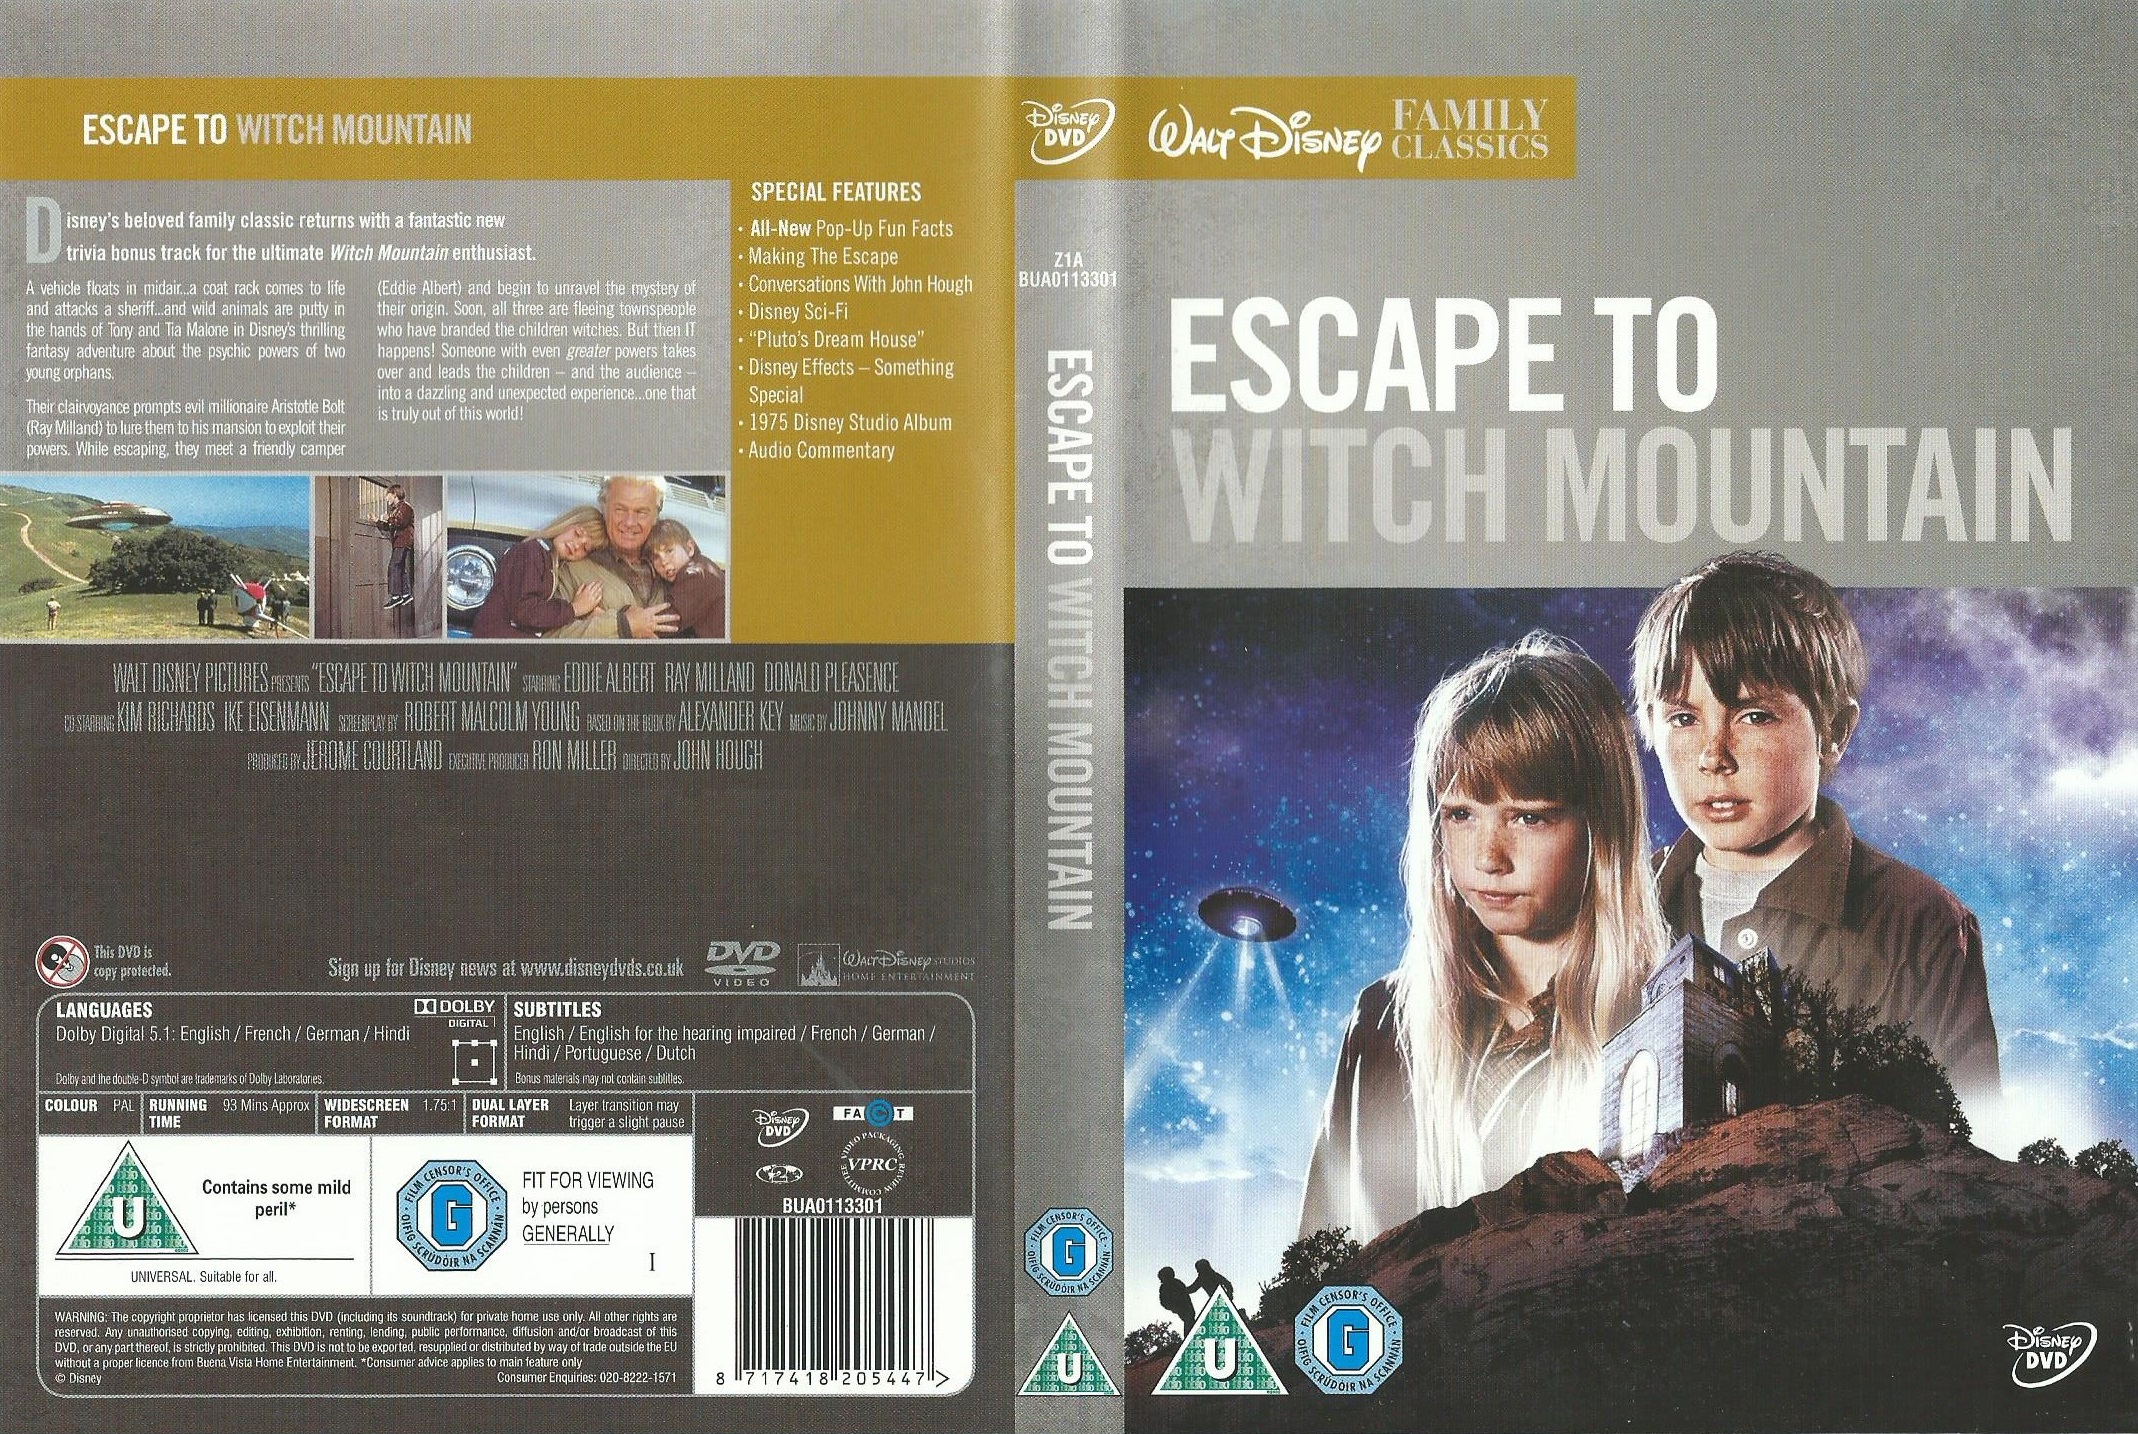 ESCAPE TO WITCH MOUNTAIN
Disney's beloved family classic returns with a fantastic new
trivia bonus track for the ultimate Witch Mountain enthusiast.
A vehicle floats in midair...a coat rack comes to life
and attacks a sheriff...and wild animals are putty in
the hands of Tony and Tia Malone in Disney's thrilling
fantasy adventure about the psychic powers of two
young orphans.
Their clairvoyance prompts evil millionaire Aristotle Bolt
(Ray Milland) to lure them to his mansion to exploit their
powers. While escaping, they meet a friendly camper
(Eddie Albert) and begin to unravel the mystery of
their origin. Soon, all three are fleeing townspeople
who have branded the children witches. But then IT
happens! Someone with even greater powers takes
over and leads the children – and the audience –
into a dazzling and unexpected experience...one that
is truly out of this world!
SPECIAL FEATURES
• All-New Pop-Up Fun Facts
• Making The Escape
• Conversations With John Hough
• Disney Sci-Fi
• "Pluto's Dream House"
• Disney Effects – Something
Special
• 1975 Disney Studio Album
• Audio Commentary
WALT DISNEY PICTURES PRESENTS "ESCAPE TO WITCH MOUNTAIN" STARRING EDDIE ALBERT RAY MILLAND DONALD PLEASENCE
CO-STARRING KIM RICHARDS IKE EISENMANN SCREENPLAY BY ROBERT MALCOLM YOUNG BASED ON THE BOOK BY ALEXANDER KEY MUSIC BY JOHNNY MANDEL
PRODUCED BY JEROME COURTLAND EXECUTIVE PRODUCER RON MILLER DIRECTED BY JOHN HOUGH
This DVD is
copy protected.
Sign up for Disney news at www.disneydvds.co.uk
DVD
VIDEO
WALT DISNEY STUDIOS
HOME ENTERTAINMENT
LANGUAGES
Dolby Digital 5.1: English / French / German / Hindi
DOLBY
DIGITAL
Dolby and the double-D symbol are trademarks of Dolby Laboratories.
SUBTITLES
English / English for the hearing impaired / French / German /
Hindi / Portuguese / Dutch
Bonus materials may not contain subtitles.
COLOUR PAL
RUNNING TIME 93 Mins Approx
WIDESCREEN FORMAT 1.75:1
DUAL LAYER FORMAT
Layer transition may
trigger a slight pause
U
Contains some mild
peril*
UNIVERSAL. Suitable for all.
FILM CENSOR'S OFFICE
G
OIFIG SCRÚDÓIR NA SCANNÁN
FIT FOR VIEWING
by persons
GENERALLY
I
Disney
DVD
FACT
2
VIDEO PACKAGING REVIEW COMMITTEE
VPRC
BUA0113301
8 717418 205447 >
WARNING: The copyright proprietor has licensed this DVD (including its soundtrack) for private home use only. All other rights are
reserved. Any unauthorised copying, editing, exhibition, renting, lending, public performance, diffusion and/or broadcast of this
DVD, or any part thereof, is strictly prohibited. This DVD is not to be exported, resupplied or distributed by way of trade outside the EU
without a proper licence from Buena Vista Home Entertainment. *Consumer advice applies to main feature only
© Disney
Consumer Enquiries: 020-8222-1571
Disney
DVD
Z1A
BUA0113301
ESCAPE TO WITCH MOUNTAIN
FILM CENSOR'S OFFICE
G
OIFIG SCRÚDÓIR NA SCANNÁN
U
WALT DISNEY
FAMILY
CLASSICS
ESCAPE TO
WITCH MOUNTAIN
U
FILM CENSOR'S OFFICE
G
OIFIG SCRÚDÓIR NA SCANNÁN
Disney
DVD